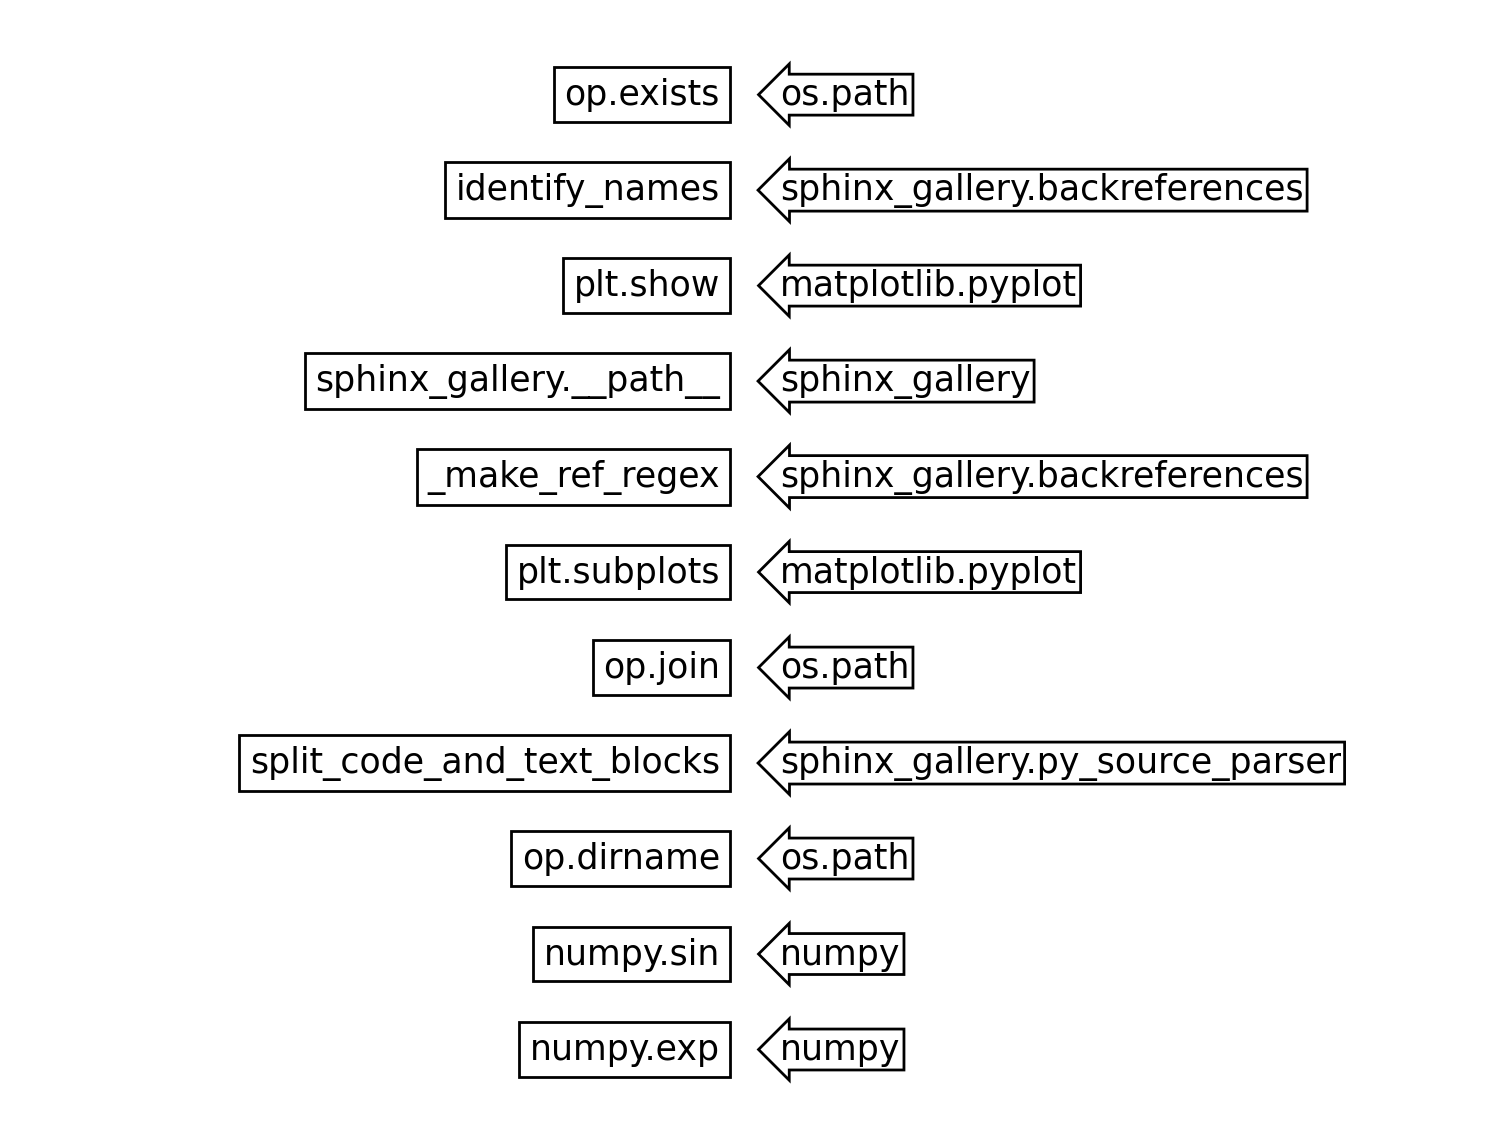 op.exists os.path
identify_names sphinx_gallery.backreferences
plt.show matplotlib.pyplot
sphinx_gallery.__path__ sphinx_gallery
_make_ref_regex sphinx_gallery.backreferences
plt.subplots matplotlib.pyplot
op.join os.path
split_code_and_text_blocks sphinx_gallery.py_source_parser
op.dirname os.path
numpy.sin numpy
numpy.exp numpy